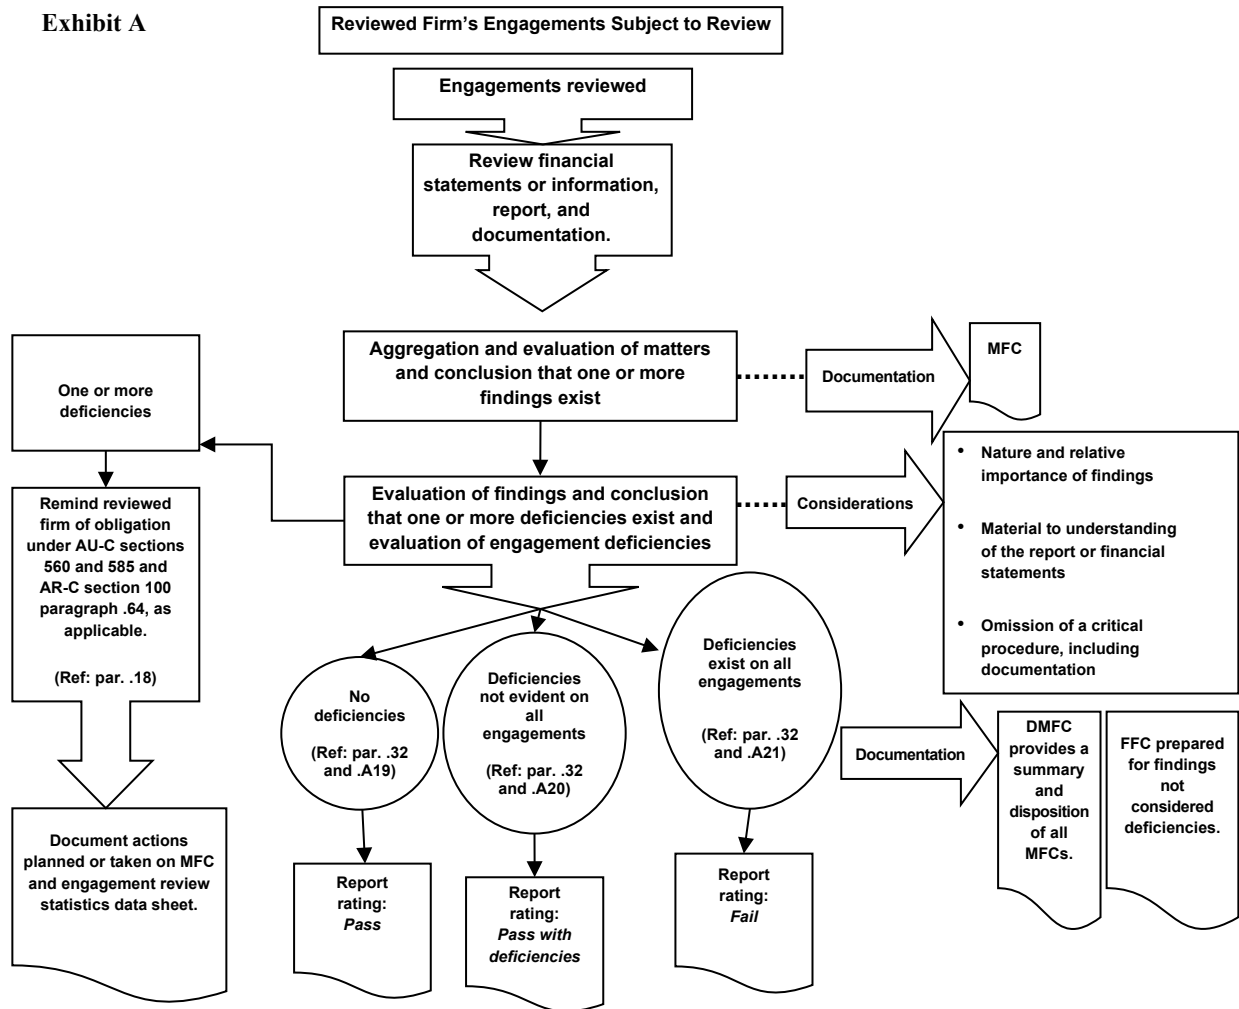 Exhibit A
Reviewed Firm’s Engagements Subject to Review
Engagements reviewed
Review financial
statements or information,
report, and
documentation.
Aggregation and evaluation of matters
and conclusion that one or more
findings exist
Documentation
MFC
One or more
deficiencies
Evaluation of findings and conclusion
that one or more deficiencies exist and
evaluation of engagement deficiencies
Considerations
• Nature and relative
importance of findings
• Material to understanding
of the report or financial
statements
• Omission of a critical
procedure, including
documentation
Remind reviewed
firm of obligation
under AU-C sections
560 and 585 and
AR-C section 100
paragraph .64, as
applicable.
(Ref: par. .18)
No
deficiencies
(Ref: par. .32
and .A19)
Deficiencies
not evident on
all
engagements
(Ref: par. .32
and .A20)
Deficiencies
exist on all
engagements
(Ref: par. .32
and .A21)
Documentation
DMFC
provides a
summary
and
disposition
of all
MFCs.
FFC prepared
for findings
not
considered
deficiencies.
Document actions
planned or taken on MFC
and engagement review
statistics data sheet.
Report
rating:
Pass
Report
rating:
Pass with
deficiencies
Report
rating:
Fail